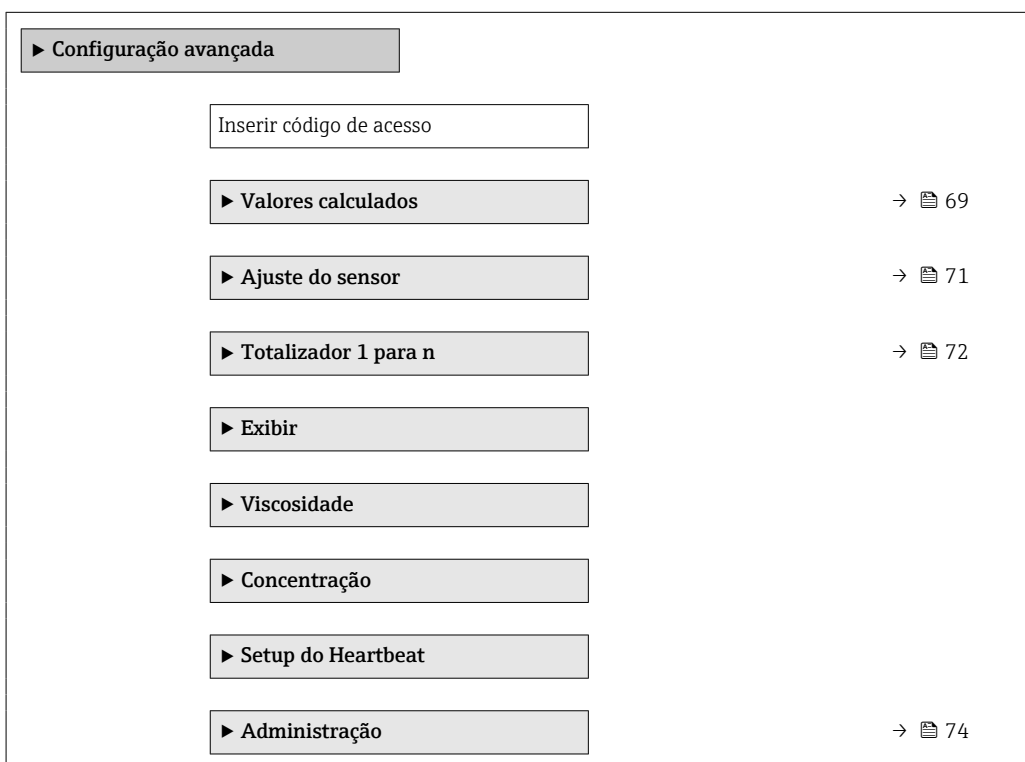 ▶ Configuração avançada
Inserir código de acesso
▶ Valores calculados → 69
▶ Ajuste do sensor → 71
▶ Totalizador 1 para n → 72
▶ Exibir
▶ Viscosidade
▶ Concentração
▶ Setup do Heartbeat
▶ Administração → 74